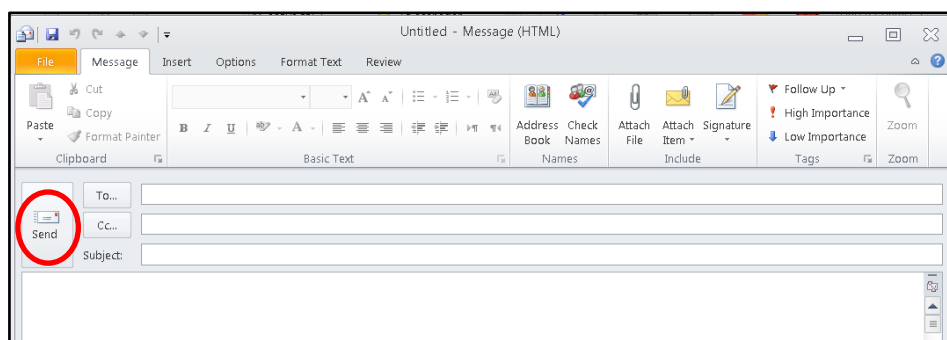 Untitled - Message (HTML)
File Message Insert Options Format Text Review
Paste
Cut
Copy
Format Painter
Clipboard
B I U A
Basic Text
Address Book
Check Names
Names
Attach File
Attach Item
Signature
Include
Follow Up
High Importance
Low Importance
Tags
Zoom
Zoom
Send
To...
Cc...
Subject: